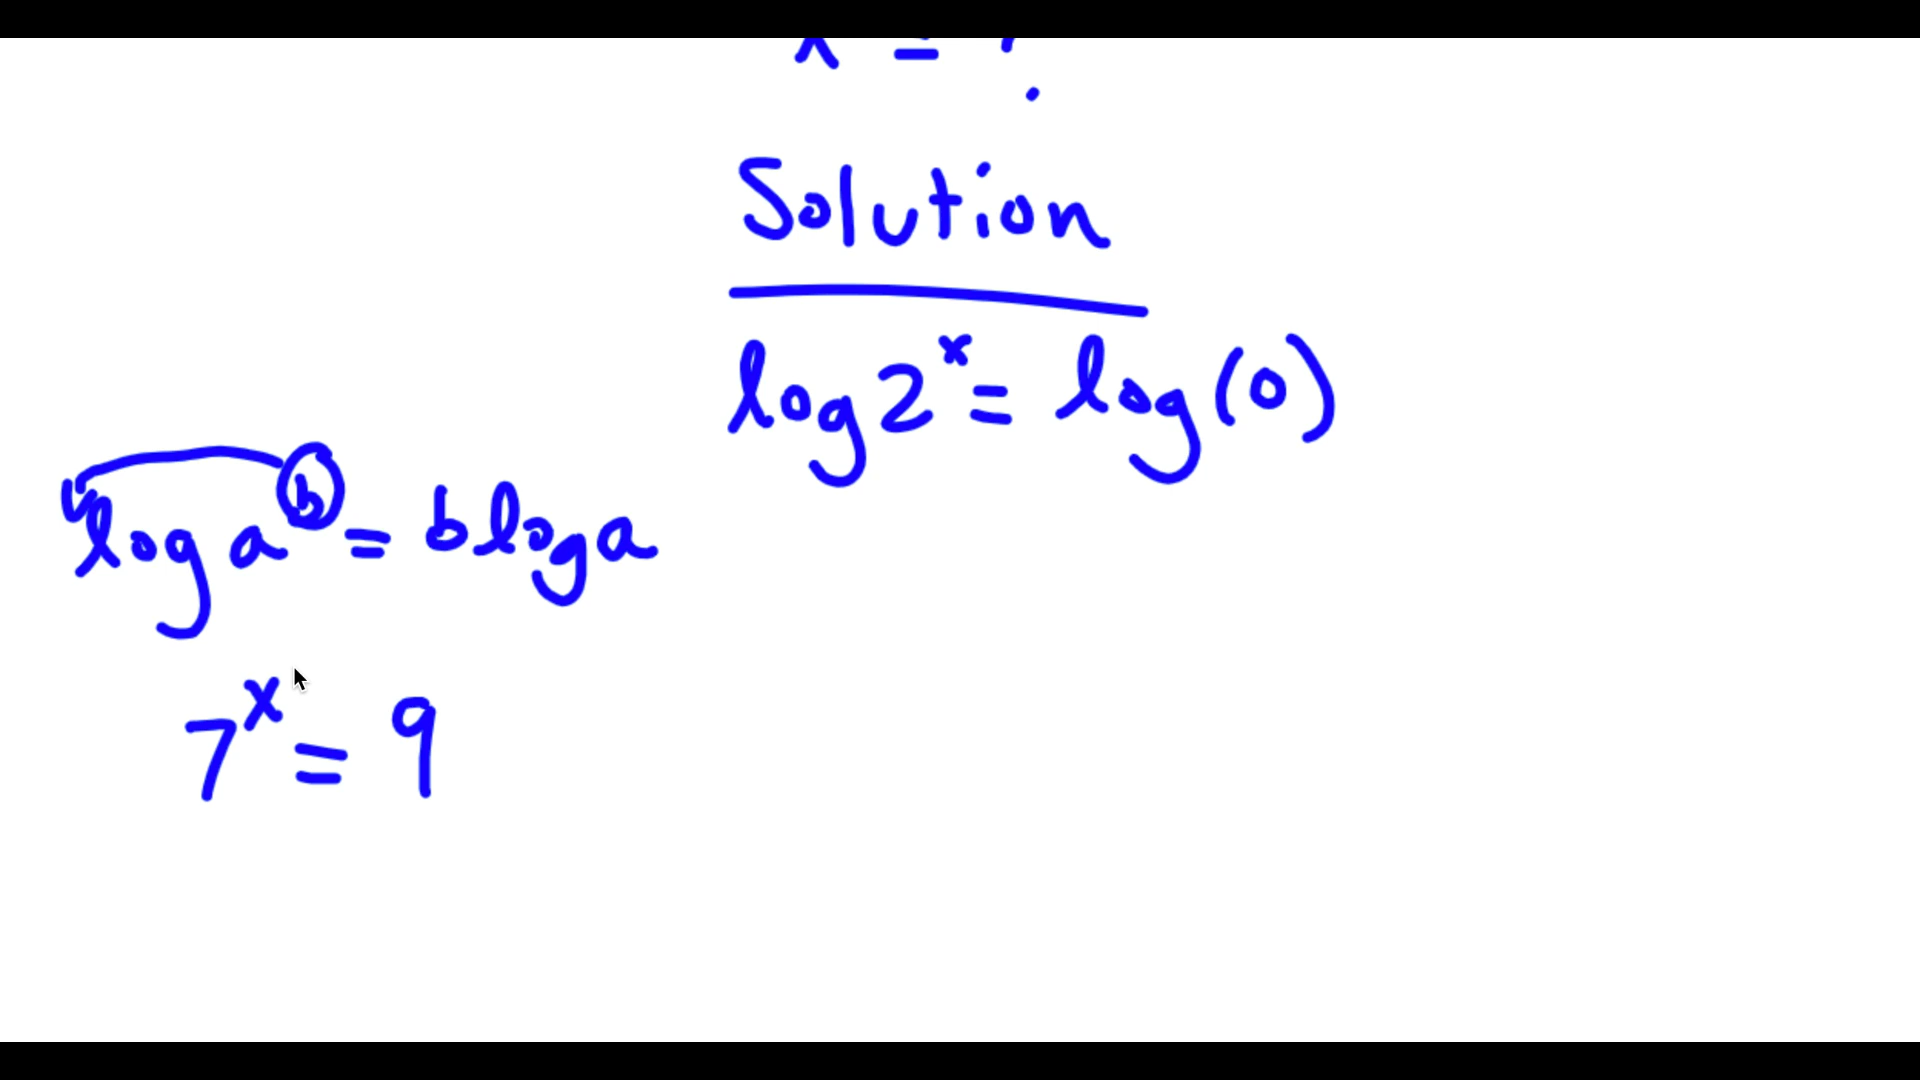 x = ?
Solution
log 2^x = log(0)
log a^b = b log a
7^x = 9